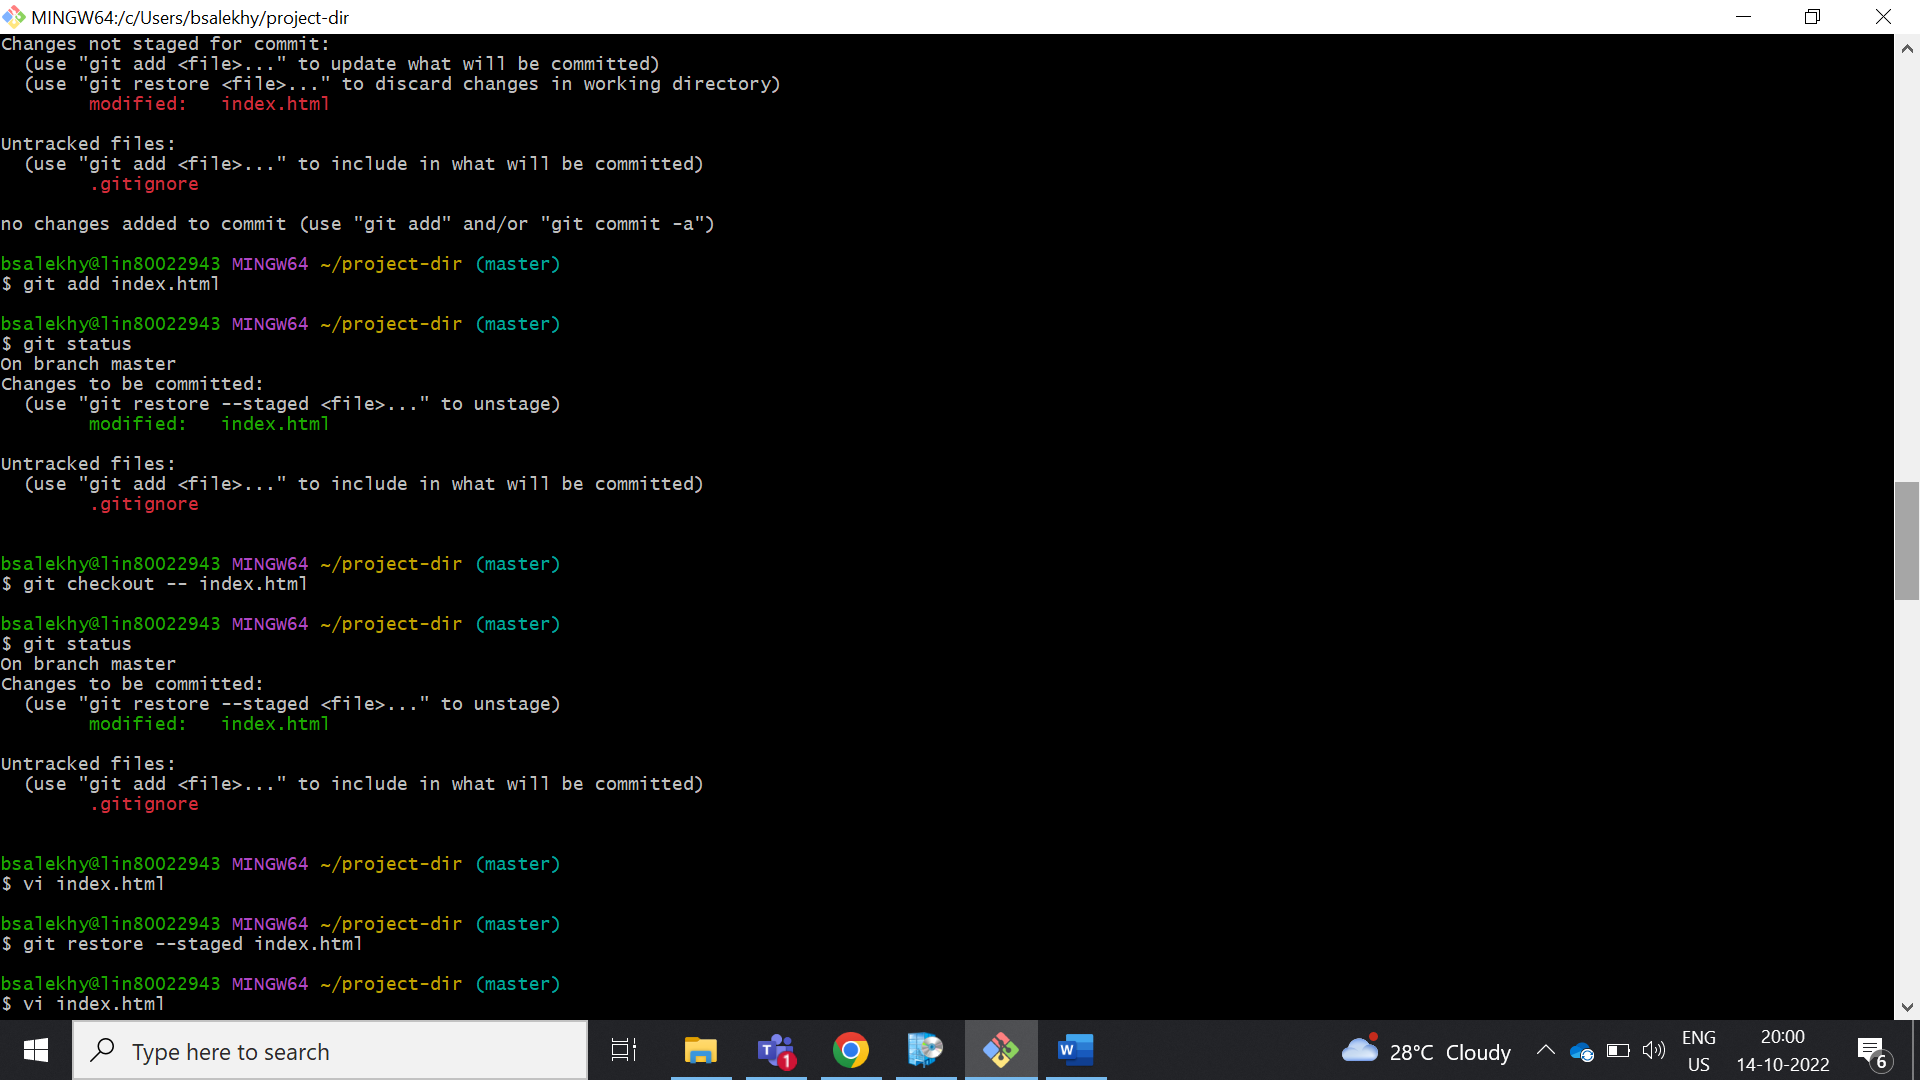 MINGW64:/c/Users/bsalekhy/project-dir
Changes not staged for commit:
  (use "git add <file>..." to update what will be committed)
  (use "git restore <file>..." to discard changes in working directory)
        modified:   index.html

Untracked files:
  (use "git add <file>..." to include in what will be committed)
        .gitignore

no changes added to commit (use "git add" and/or "git commit -a")

bsalekhy@lin80022943 MINGW64 ~/project-dir (master)
$ git add index.html

bsalekhy@lin80022943 MINGW64 ~/project-dir (master)
$ git status
On branch master
Changes to be committed:
  (use "git restore --staged <file>..." to unstage)
        modified:   index.html

Untracked files:
  (use "git add <file>..." to include in what will be committed)
        .gitignore


bsalekhy@lin80022943 MINGW64 ~/project-dir (master)
$ git checkout -- index.html

bsalekhy@lin80022943 MINGW64 ~/project-dir (master)
$ git status
On branch master
Changes to be committed:
  (use "git restore --staged <file>..." to unstage)
        modified:   index.html

Untracked files:
  (use "git add <file>..." to include in what will be committed)
        .gitignore


bsalekhy@lin80022943 MINGW64 ~/project-dir (master)
$ vi index.html

bsalekhy@lin80022943 MINGW64 ~/project-dir (master)
$ git restore --staged index.html

bsalekhy@lin80022943 MINGW64 ~/project-dir (master)
$ vi index.html
Type here to search
T
1
W
28°C Cloudy
ENG
US
20:00
14-10-2022
6